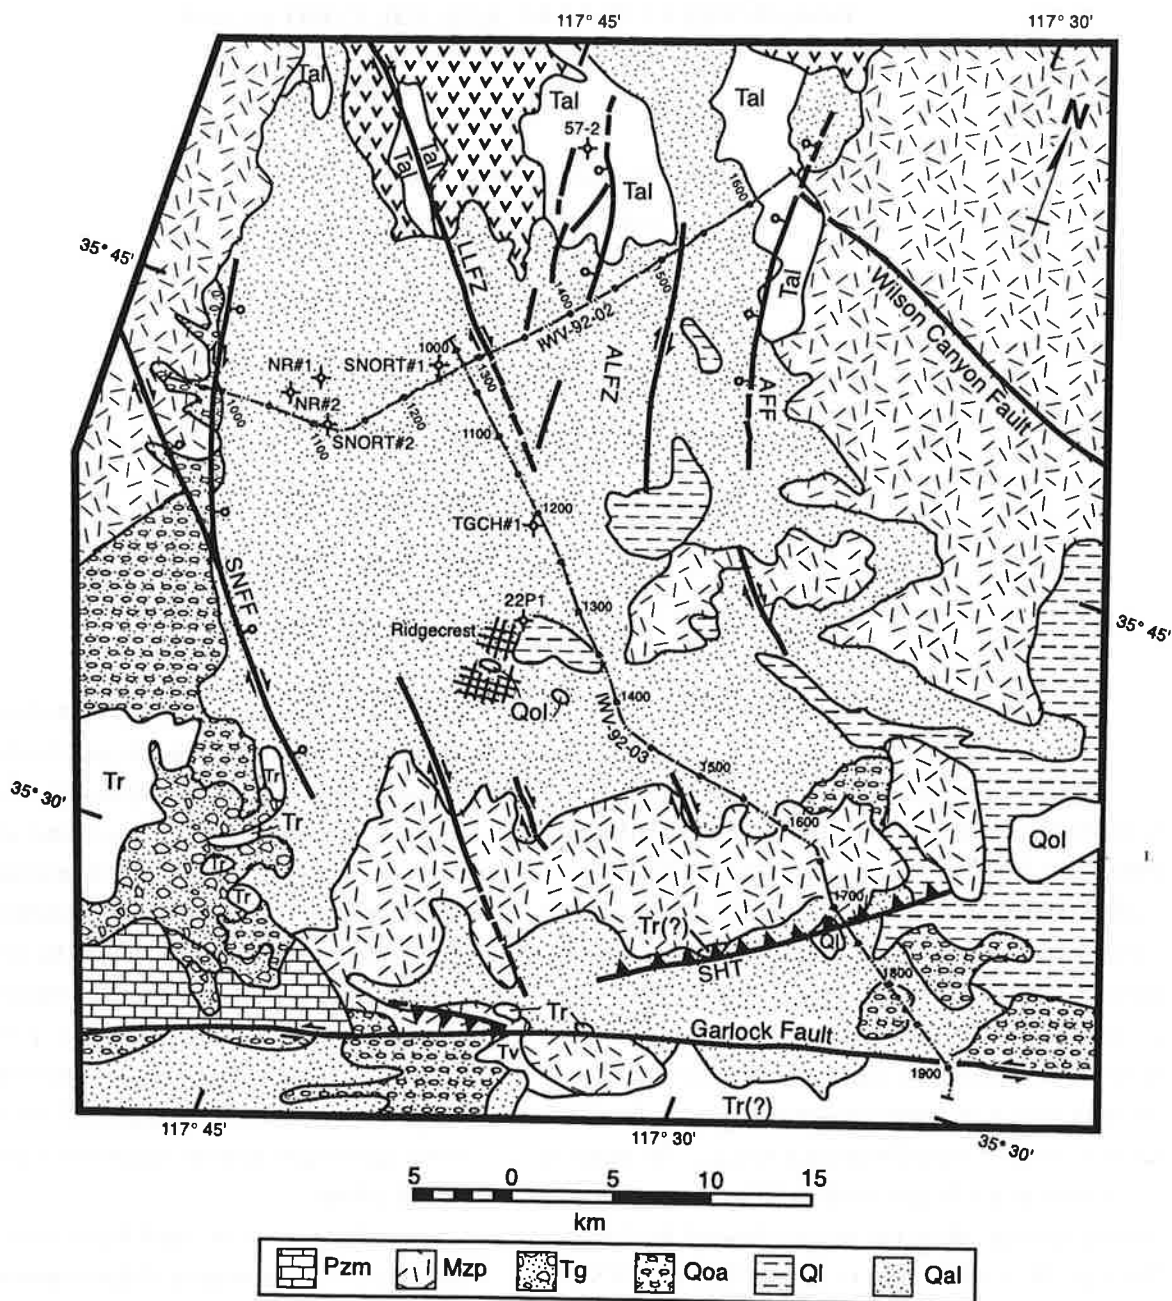 117° 45'
117° 30'
Tal
Tal
Tal
N
57-2
Tal
Tal
Tal
1600
35° 45'
LLFZ
1500
Tal
Wilson Canyon Fault
1400
IWV-92-02
NR#1
SNORT#1
1000
1300
ALFZ
AFF
NR#2
1000
1200
1100
SNORT#2
1100
1200
TGCH#1
SNFF
22P1
1300
Ridgecrest
35° 45'
Qol
1400
IWV-92-03
1500
Tr
Tr
35° 30'
Tr
1600
Qol
Tr
Tr
1700
Tr(?)
Ql
SHT
1800
Tr
Garlock Fault
Tv
1900
Tr(?)
117° 45'
117° 30'
35° 30'
5 0 5 10 15
km
Pzm Mzp Tg Qoa Ql Qal